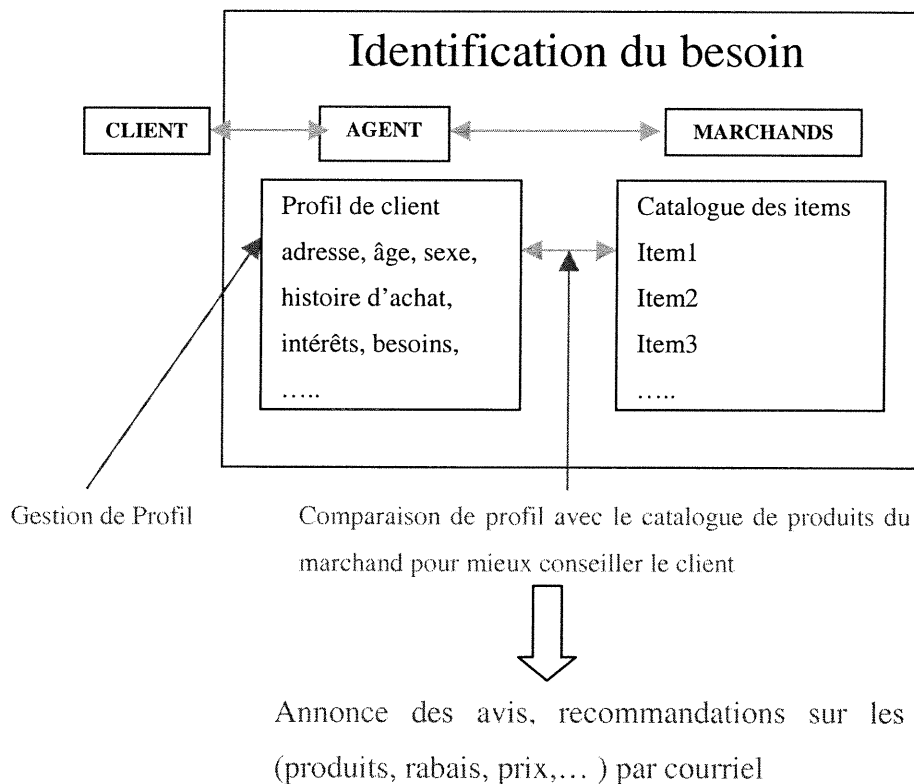 Identification du besoin
CLIENT
AGENT
MARCHANDS
Profil de client
adresse, âge, sexe,
histoire d'achat,
intérêts, besoins,
…..
Catalogue des items
Item1
Item2
Item3
…..
Gestion de Profil
Comparaison de profil avec le catalogue de produits du
marchand pour mieux conseiller le client
Annonce des avis, recommandations sur les
(produits, rabais, prix,… ) par courriel